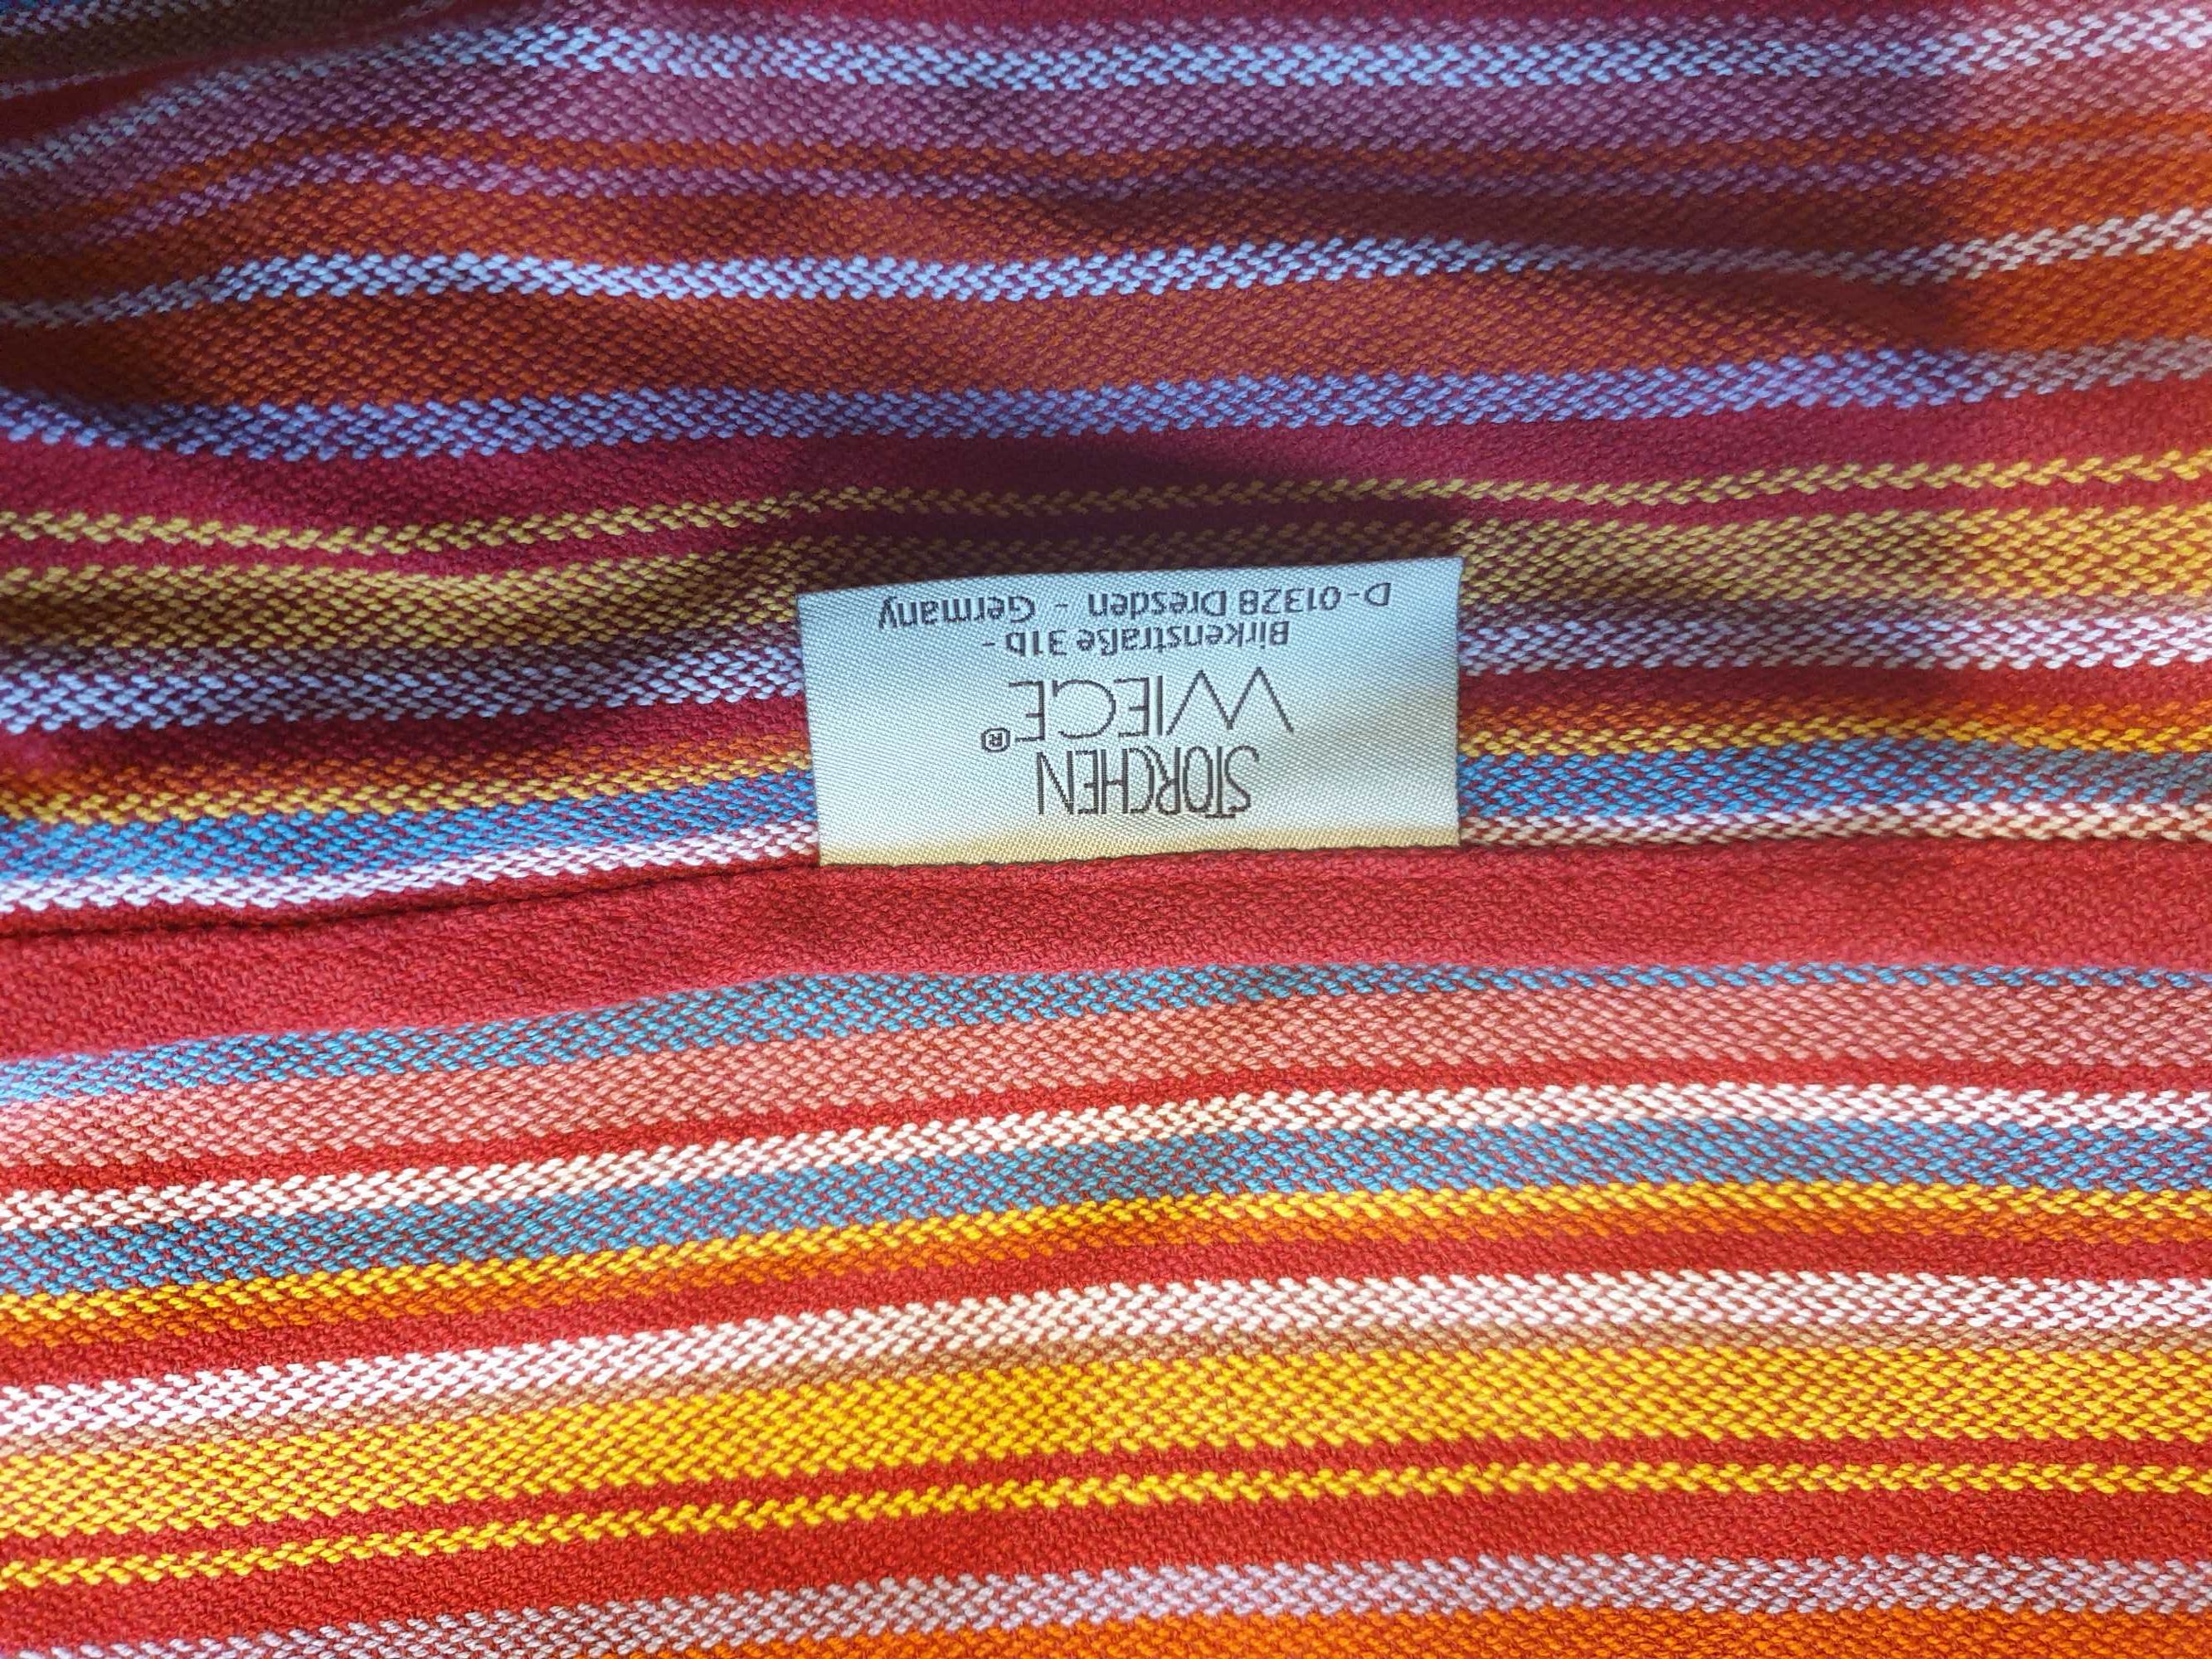 STORCHEN
WIEGE®
Birkenstraße 31b -
D-01328 Dresden - Germany